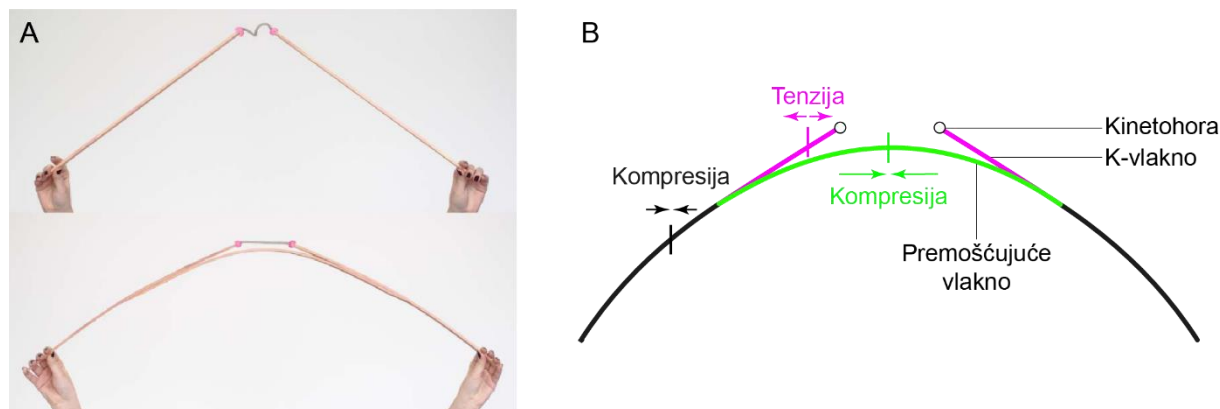 A
B
Tenzija
Kinetohora
K-vlakno
Kompresija
Kompresija
Premošćujuće
vlakno